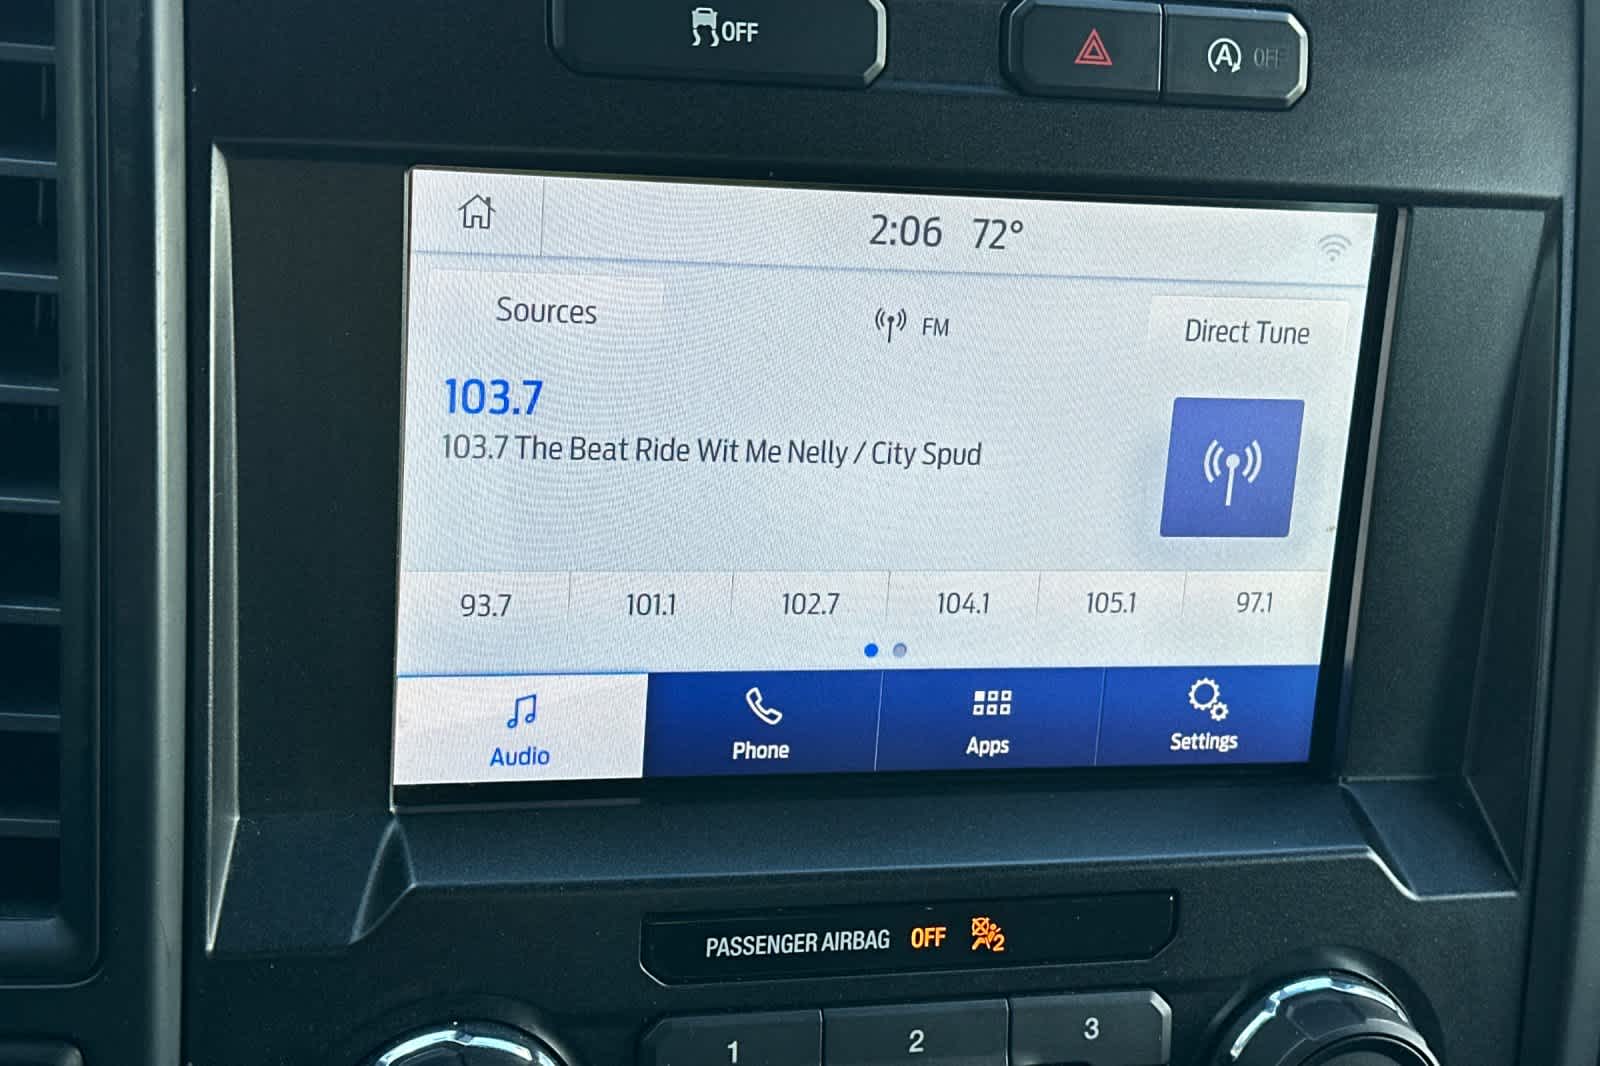 OFF
A OFF
2:06 72°
Sources
FM
Direct Tune
103.7
103.7 The Beat Ride Wit Me Nelly / City Spud
93.7 101.1 102.7 104.1 105.1 97.1
Audio Phone Apps Settings
PASSENGER AIRBAG OFF 2
1 2 3